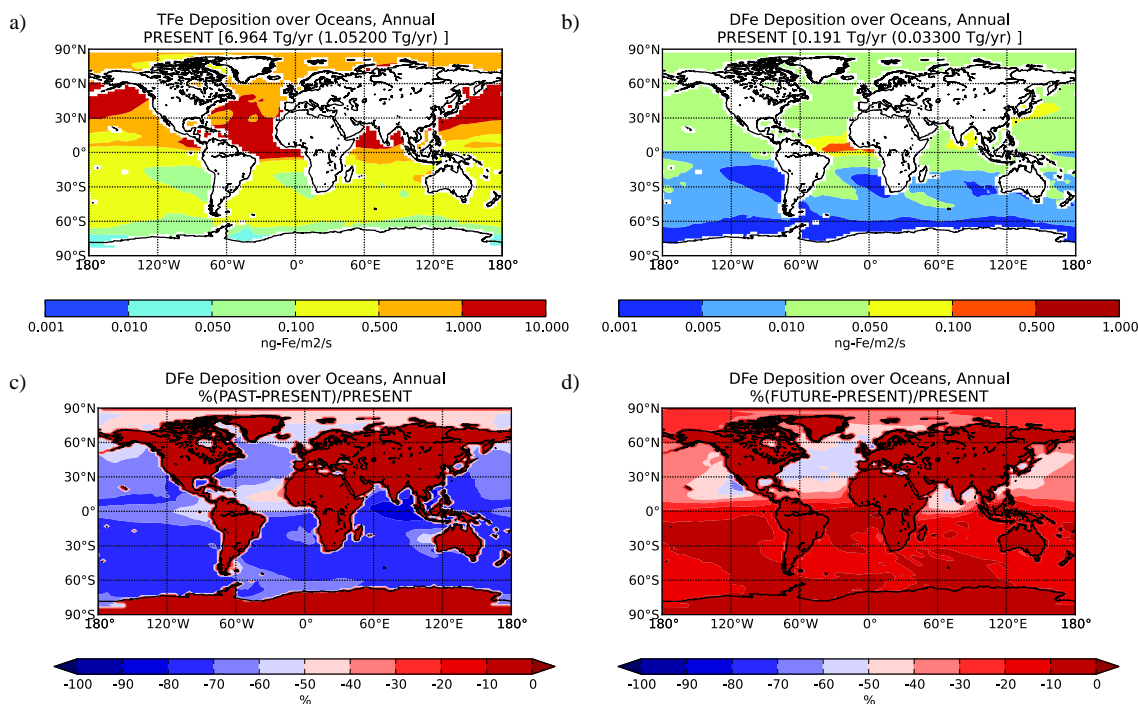 a)
TFe Deposition over Oceans, Annual
PRESENT [6.964 Tg/yr (1.05200 Tg/yr) ]
90°N
60°N
30°N
0°
30°S
60°S
90°S
180° 120°W 60°W 0° 60°E 120°E 180°
0.001 0.010 0.050 0.100 0.500 1.000 10.000
ng-Fe/m2/s
b)
DFe Deposition over Oceans, Annual
PRESENT [0.191 Tg/yr (0.03300 Tg/yr) ]
90°N
60°N
30°N
0°
30°S
60°S
90°S
180° 120°W 60°W 0° 60°E 120°E 180°
0.001 0.005 0.010 0.050 0.100 0.500 1.000
ng-Fe/m2/s
c)
DFe Deposition over Oceans, Annual
%(PAST-PRESENT)/PRESENT
90°N
60°N
30°N
0°
30°S
60°S
90°S
180° 120°W 60°W 0° 60°E 120°E 180°
-100 -90 -80 -70 -60 -50 -40 -30 -20 -10 0
%
d)
DFe Deposition over Oceans, Annual
%(FUTURE-PRESENT)/PRESENT
90°N
60°N
30°N
0°
30°S
60°S
90°S
180° 120°W 60°W 0° 60°E 120°E 180°
-100 -90 -80 -70 -60 -50 -40 -30 -20 -10 0
%